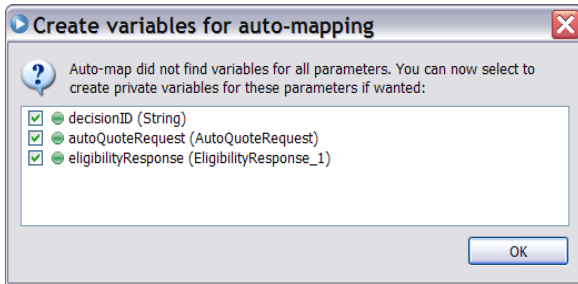 Create variables for auto-mapping
Auto-map did not find variables for all parameters. You can now select to
create private variables for these parameters if wanted:
decisionID (String)
autoQuoteRequest (AutoQuoteRequest)
eligibilityResponse (EligibilityResponse_1)
OK